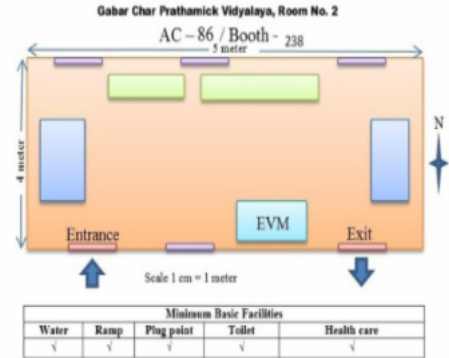 Gabar Char Prathamick Vidyalaya, Room No. 2
AC – 86 / Booth - 238
5 meter
4 meter
N
EVM
Entrance
Exit
Scale 1 cm = 1 meter
Minimum Basic Facilities
Water Ramp Plug point Toilet Health care
√ √ √ √ √